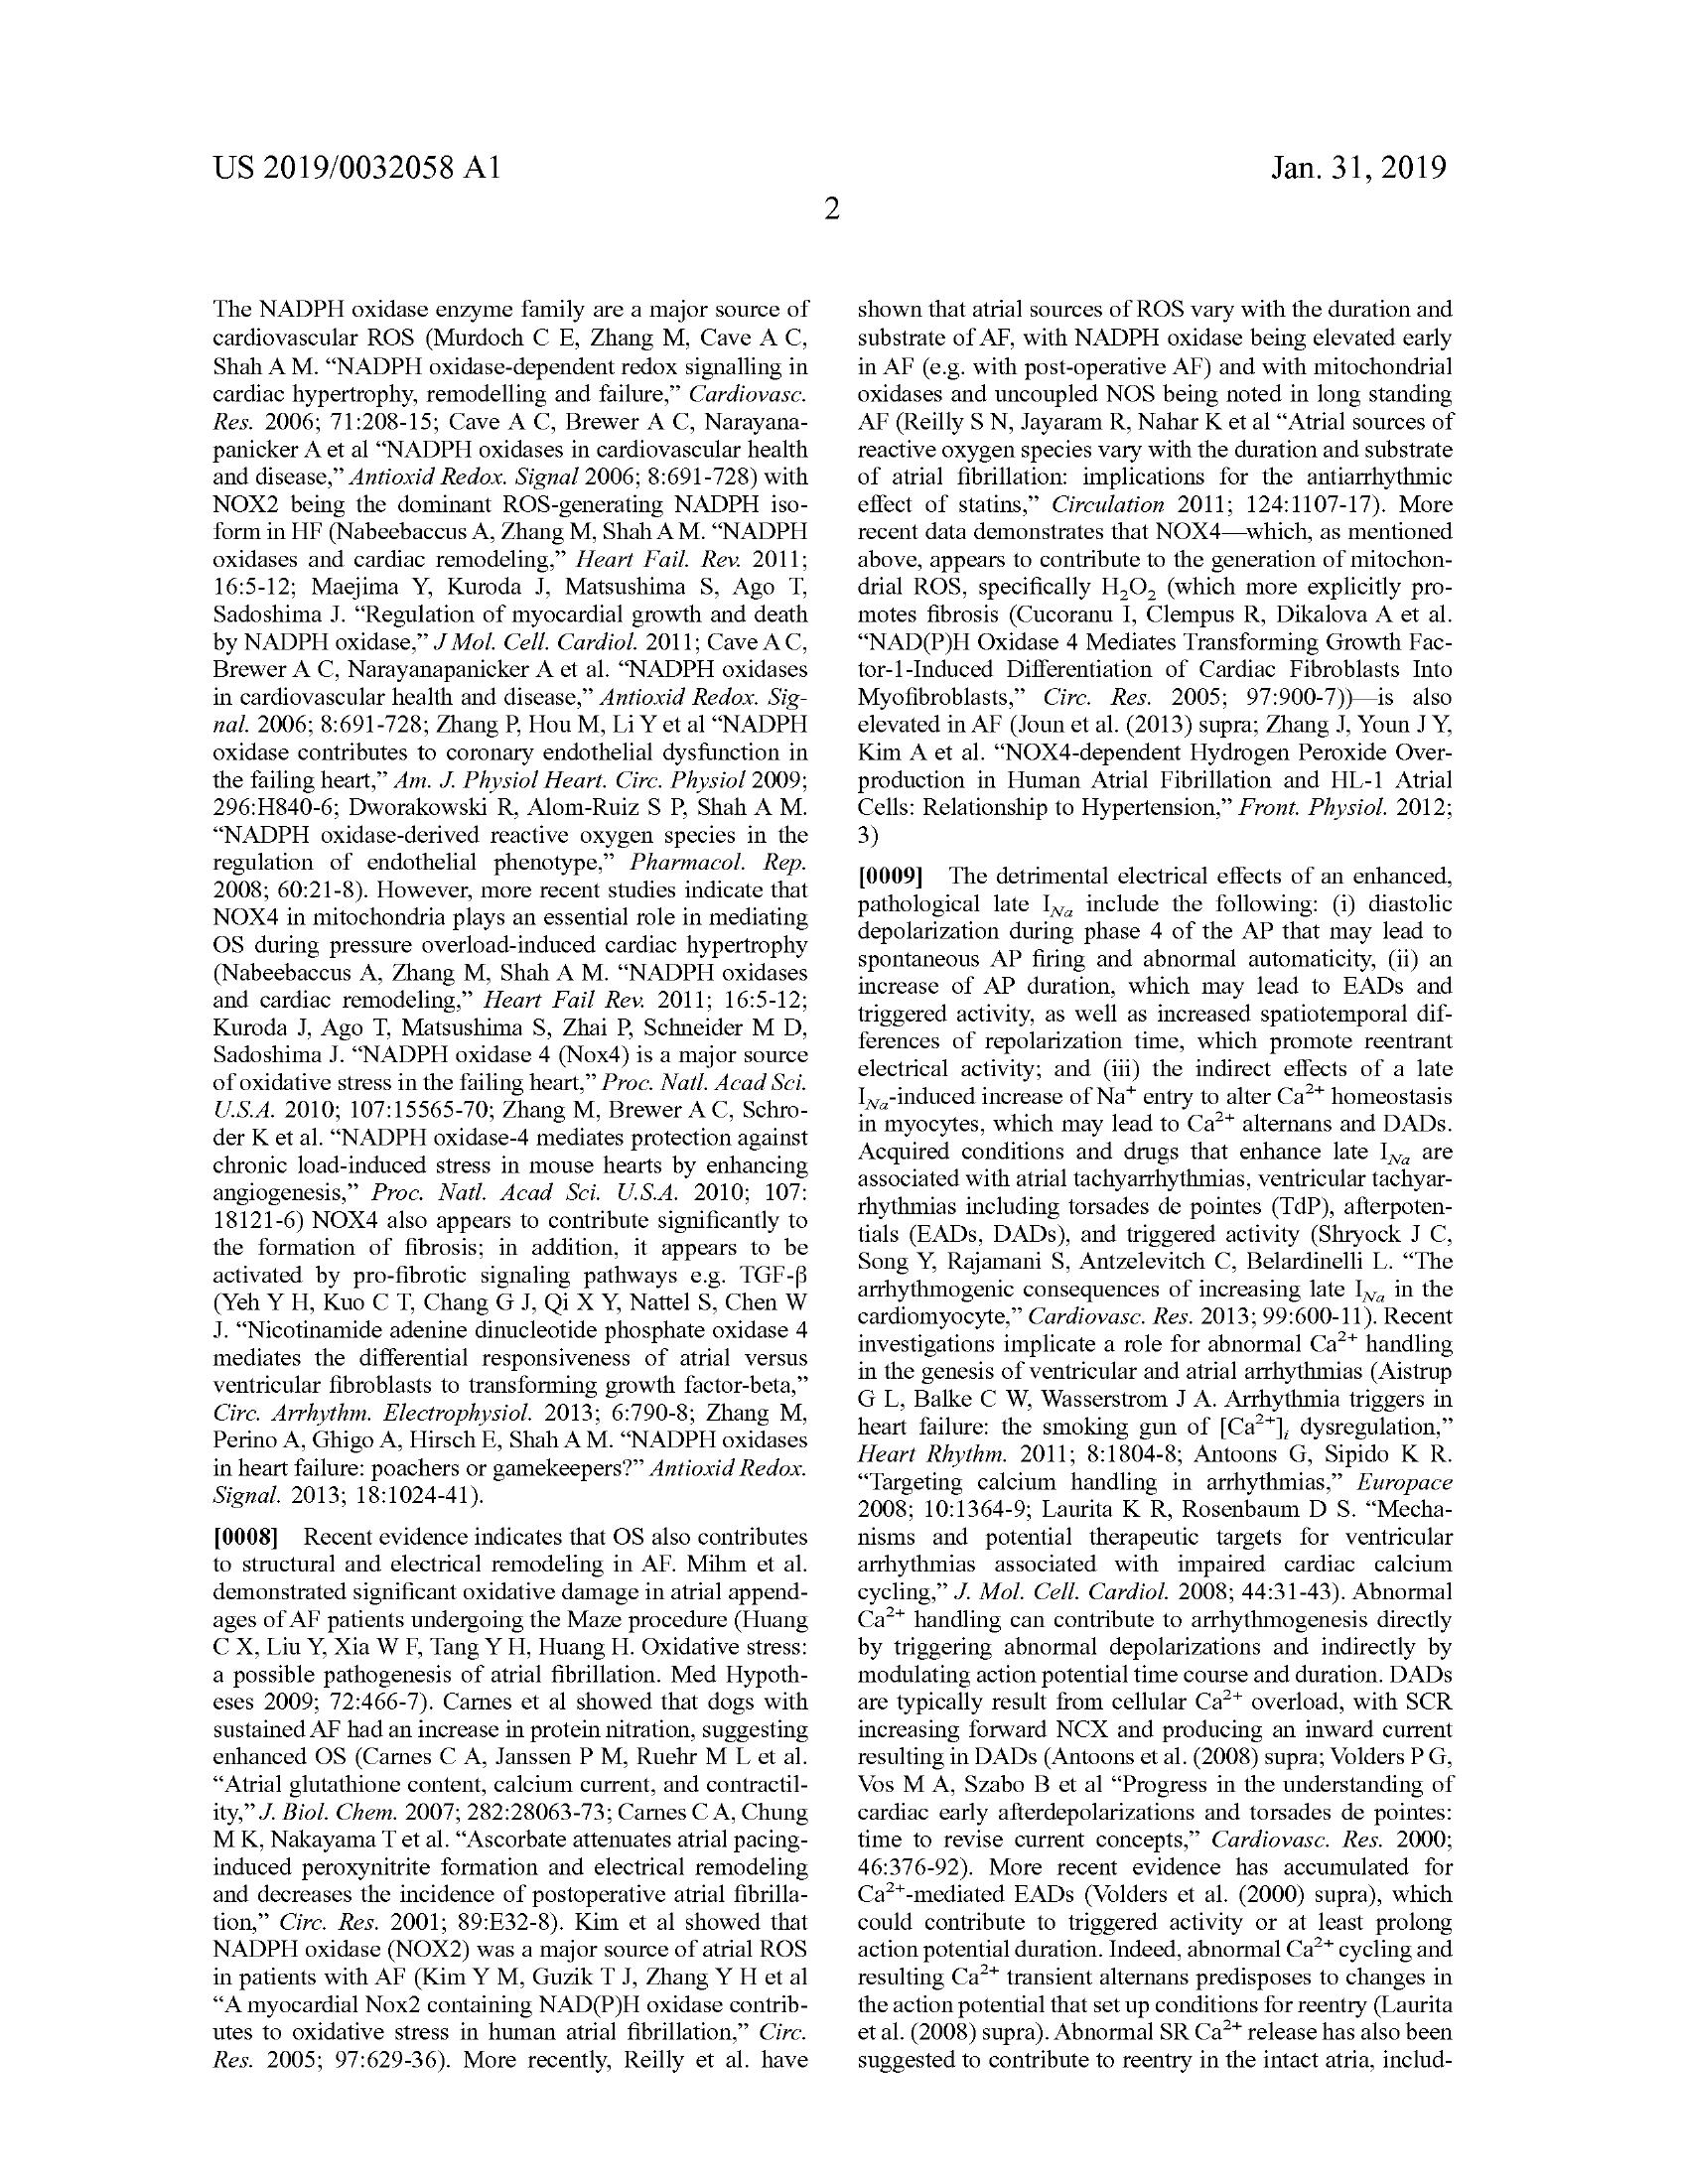 US 2019/0032058 A1
Jan. 31, 2019
2
The NADPH oxidase enzyme family are a major source of
cardiovascular ROS (Murdoch C E, Zhang M, Cave A C,
Shah A M. “NADPH oxidase-dependent redox signalling in
cardiac hypertrophy, remodelling and failure,” Cardiovasc.
Res. 2006; 71:208-15; Cave A C, Brewer A C, Narayana-
panicker A et al “NADPH oxidases in cardiovascular health
and disease,” Antioxid Redox. Signal 2006; 8:691-728) with
NOX2 being the dominant ROS-generating NADPH iso-
form in HF (Nabeebaccus A, Zhang M, Shah A M. “NADPH
oxidases and cardiac remodeling,” Heart Fail. Rev. 2011;
16:5-12; Maejima Y, Kuroda J, Matsushima S, Ago T,
Sadoshima J. “Regulation of myocardial growth and death
by NADPH oxidase,” J Mol. Cell. Cardiol. 2011; Cave A C,
Brewer A C, Narayanapanicker A et al. “NADPH oxidases
in cardiovascular health and disease,” Antioxid Redox. Sig-
nal. 2006; 8:691-728; Zhang P, Hou M, Li Y et al “NADPH
oxidase contributes to coronary endothelial dysfunction in
the failing heart,” Am. J. Physiol Heart. Circ. Physiol 2009;
296:H840-6; Dworakowski R, Alom-Ruiz S P, Shah A M.
“NADPH oxidase-derived reactive oxygen species in the
regulation of endothelial phenotype,” Pharmacol. Rep.
2008; 60:21-8). However, more recent studies indicate that
NOX4 in mitochondria plays an essential role in mediating
OS during pressure overload-induced cardiac hypertrophy
(Nabeebaccus A, Zhang M, Shah A M. “NADPH oxidases
and cardiac remodeling,” Heart Fail Rev. 2011; 16:5-12;
Kuroda J, Ago T, Matsushima S, Zhai P, Schneider M D,
Sadoshima J. “NADPH oxidase 4 (Nox4) is a major source
of oxidative stress in the failing heart,” Proc. Natl. Acad Sci.
U.S.A. 2010; 107:15565-70; Zhang M, Brewer A C, Schro-
der K et al. “NADPH oxidase-4 mediates protection against
chronic load-induced stress in mouse hearts by enhancing
angiogenesis,” Proc. Natl. Acad Sci. U.S.A. 2010; 107:
18121-6) NOX4 also appears to contribute significantly to
the formation of fibrosis; in addition, it appears to be
activated by pro-fibrotic signaling pathways e.g. TGF-β
(Yeh Y H, Kuo C T, Chang G J, Qi X Y, Nattel S, Chen W
J. “Nicotinamide adenine dinucleotide phosphate oxidase 4
mediates the differential responsiveness of atrial versus
ventricular fibroblasts to transforming growth factor-beta,”
Circ. Arrhythm. Electrophysiol. 2013; 6:790-8; Zhang M,
Perino A, Ghigo A, Hirsch E, Shah A M. “NADPH oxidases
in heart failure: poachers or gamekeepers?” Antioxid Redox.
Signal. 2013; 18:1024-41).
[0008] Recent evidence indicates that OS also contributes
to structural and electrical remodeling in AF. Mihm et al.
demonstrated significant oxidative damage in atrial append-
ages of AF patients undergoing the Maze procedure (Huang
C X, Liu Y, Xia W F, Tang Y H, Huang H. Oxidative stress:
a possible pathogenesis of atrial fibrillation. Med Hypoth-
eses 2009; 72:466-7). Carnes et al showed that dogs with
sustained AF had an increase in protein nitration, suggesting
enhanced OS (Carnes C A, Janssen P M, Ruehr M L et al.
“Atrial glutathione content, calcium current, and contractil-
ity,” J. Biol. Chem. 2007; 282:28063-73; Carnes C A, Chung
M K, Nakayama T et al. “Ascorbate attenuates atrial pacing-
induced peroxynitrite formation and electrical remodeling
and decreases the incidence of postoperative atrial fibrilla-
tion,” Circ. Res. 2001; 89:E32-8). Kim et al showed that
NADPH oxidase (NOX2) was a major source of atrial ROS
in patients with AF (Kim Y M, Guzik T J, Zhang Y H et al
“A myocardial Nox2 containing NAD(P)H oxidase contrib-
utes to oxidative stress in human atrial fibrillation,” Circ.
Res. 2005; 97:629-36). More recently, Reilly et al. have
shown that atrial sources of ROS vary with the duration and
substrate of AF, with NADPH oxidase being elevated early
in AF (e.g. with post-operative AF) and with mitochondrial
oxidases and uncoupled NOS being noted in long standing
AF (Reilly S N, Jayaram R, Nahar K et al “Atrial sources of
reactive oxygen species vary with the duration and substrate
of atrial fibrillation: implications for the antiarrhythmic
effect of statins,” Circulation 2011; 124:1107-17). More
recent data demonstrates that NOX4—which, as mentioned
above, appears to contribute to the generation of mitochon-
drial ROS, specifically H₂O₂ (which more explicitly pro-
motes fibrosis (Cucoranu I, Clempus R, Dikalova A et al.
“NAD(P)H Oxidase 4 Mediates Transforming Growth Fac-
tor-1-Induced Differentiation of Cardiac Fibroblasts Into
Myofibroblasts,” Circ. Res. 2005; 97:900-7))—is also
elevated in AF (Joun et al. (2013) supra; Zhang J, Youn J Y,
Kim A et al. “NOX4-dependent Hydrogen Peroxide Over-
production in Human Atrial Fibrillation and HL-1 Atrial
Cells: Relationship to Hypertension,” Front. Physiol. 2012;
3)
[0009] The detrimental electrical effects of an enhanced,
pathological late I_Na include the following: (i) diastolic
depolarization during phase 4 of the AP that may lead to
spontaneous AP firing and abnormal automaticity, (ii) an
increase of AP duration, which may lead to EADs and
triggered activity, as well as increased spatiotemporal dif-
ferences of repolarization time, which promote reentrant
electrical activity; and (iii) the indirect effects of a late
I_Na-induced increase of Na⁺ entry to alter Ca²⁺ homeostasis
in myocytes, which may lead to Ca²⁺ alternans and DADs.
Acquired conditions and drugs that enhance late I_Na are
associated with atrial tachyarrhythmias, ventricular tachyar-
rhythmias including torsades de pointes (TdP), afterpoten-
tials (EADs, DADs), and triggered activity (Shryock J C,
Song Y, Rajamani S, Antzelevitch C, Belardinelli L. “The
arrhythmogenic consequences of increasing late I_Na in the
cardiomyocyte,” Cardiovasc. Res. 2013; 99:600-11). Recent
investigations implicate a role for abnormal Ca²⁺ handling
in the genesis of ventricular and atrial arrhythmias (Aistrup
G L, Balke C W, Wasserstrom J A. Arrhythmia triggers in
heart failure: the smoking gun of [Ca²⁺]ᵢ dysregulation,”
Heart Rhythm. 2011; 8:1804-8; Antoons G, Sipido K R.
“Targeting calcium handling in arrhythmias,” Europace
2008; 10:1364-9; Laurita K R, Rosenbaum D S. “Mecha-
nisms and potential therapeutic targets for ventricular
arrhythmias associated with impaired cardiac calcium
cycling,” J. Mol. Cell. Cardiol. 2008; 44:31-43). Abnormal
Ca²⁺ handling can contribute to arrhythmogenesis directly
by triggering abnormal depolarizations and indirectly by
modulating action potential time course and duration. DADs
are typically result from cellular Ca²⁺ overload, with SCR
increasing forward NCX and producing an inward current
resulting in DADs (Antoons et al. (2008) supra; Volders P G,
Vos M A, Szabo B et al “Progress in the understanding of
cardiac early afterdepolarizations and torsades de pointes:
time to revise current concepts,” Cardiovasc. Res. 2000;
46:376-92). More recent evidence has accumulated for
Ca²⁺-mediated EADs (Volders et al. (2000) supra), which
could contribute to triggered activity or at least prolong
action potential duration. Indeed, abnormal Ca²⁺ cycling and
resulting Ca²⁺ transient alternans predisposes to changes in
the action potential that set up conditions for reentry (Laurita
et al. (2008) supra). Abnormal SR Ca²⁺ release has also been
suggested to contribute to reentry in the intact atria, includ-